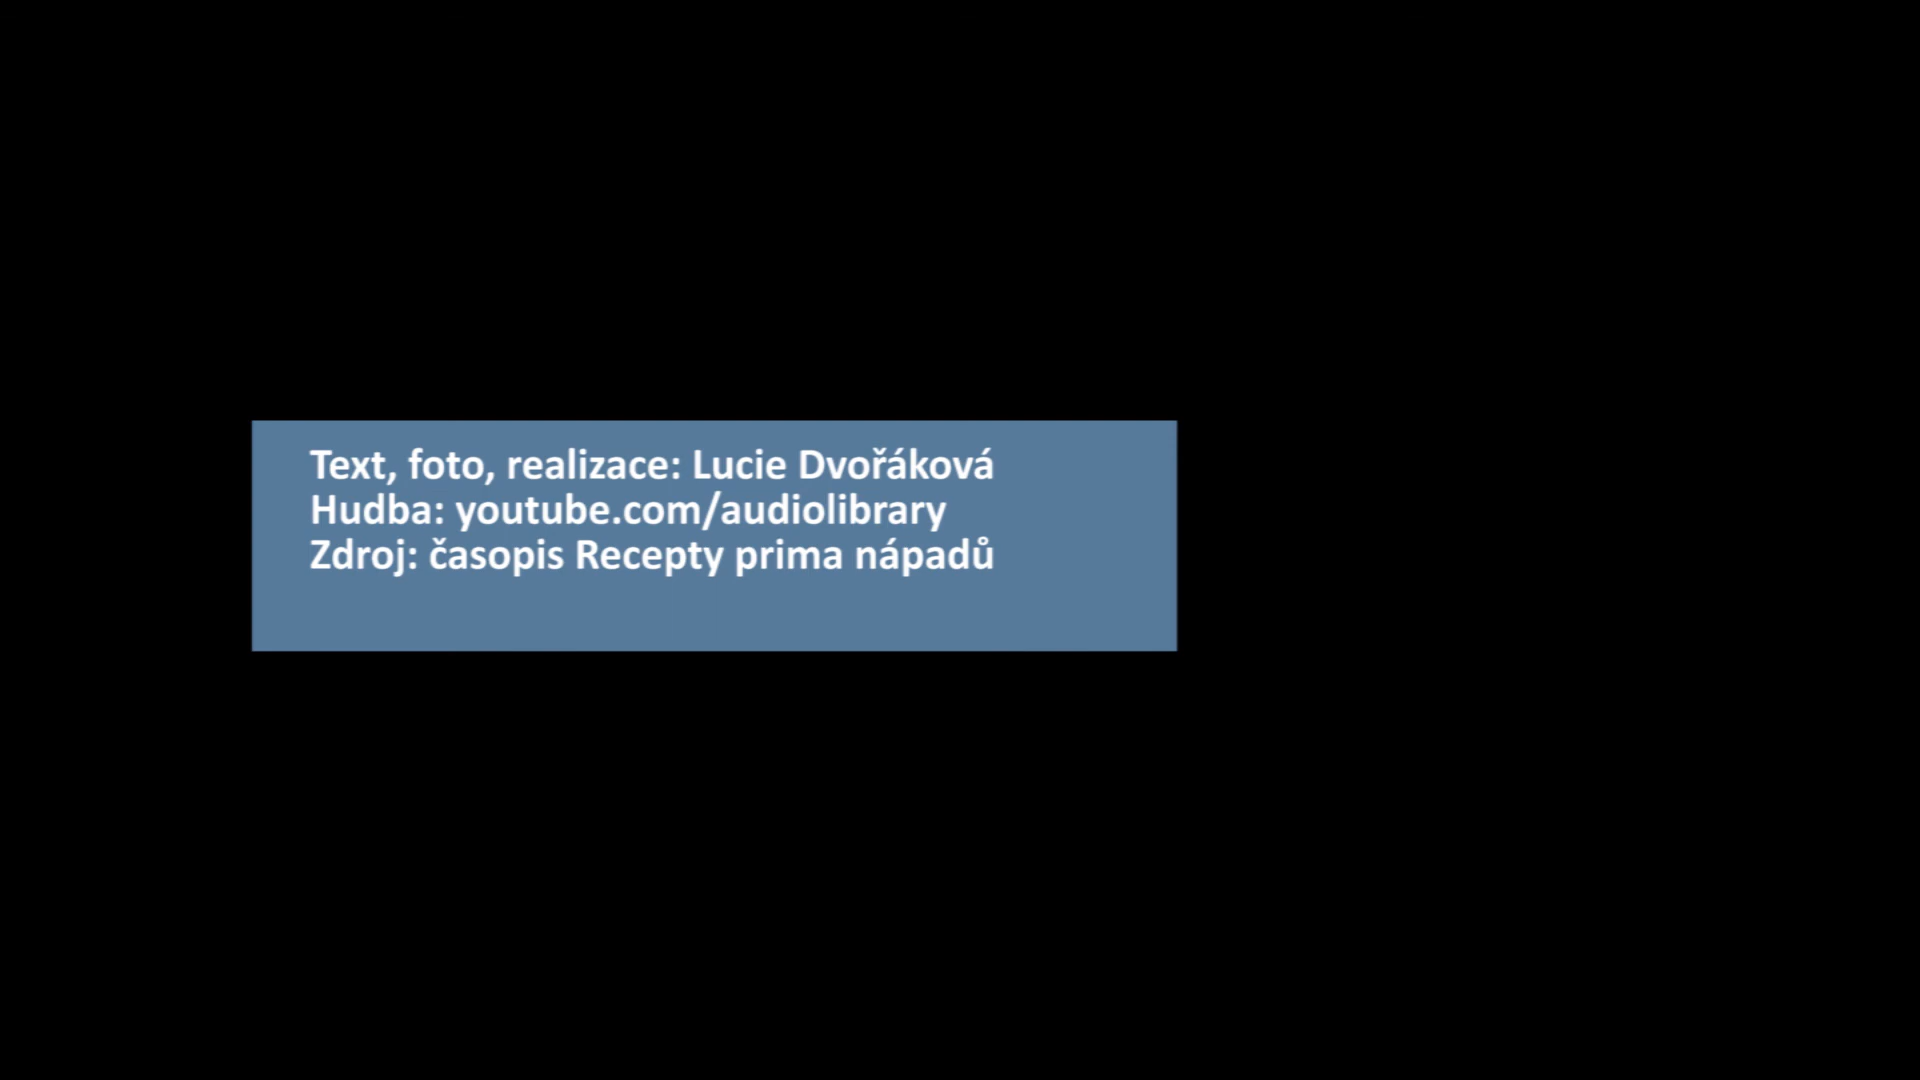 Text, foto, realizace: Lucie Dvořáková
Hudba: youtube.com/audiolibrary
Zdroj: časopis Recepty prima nápadů